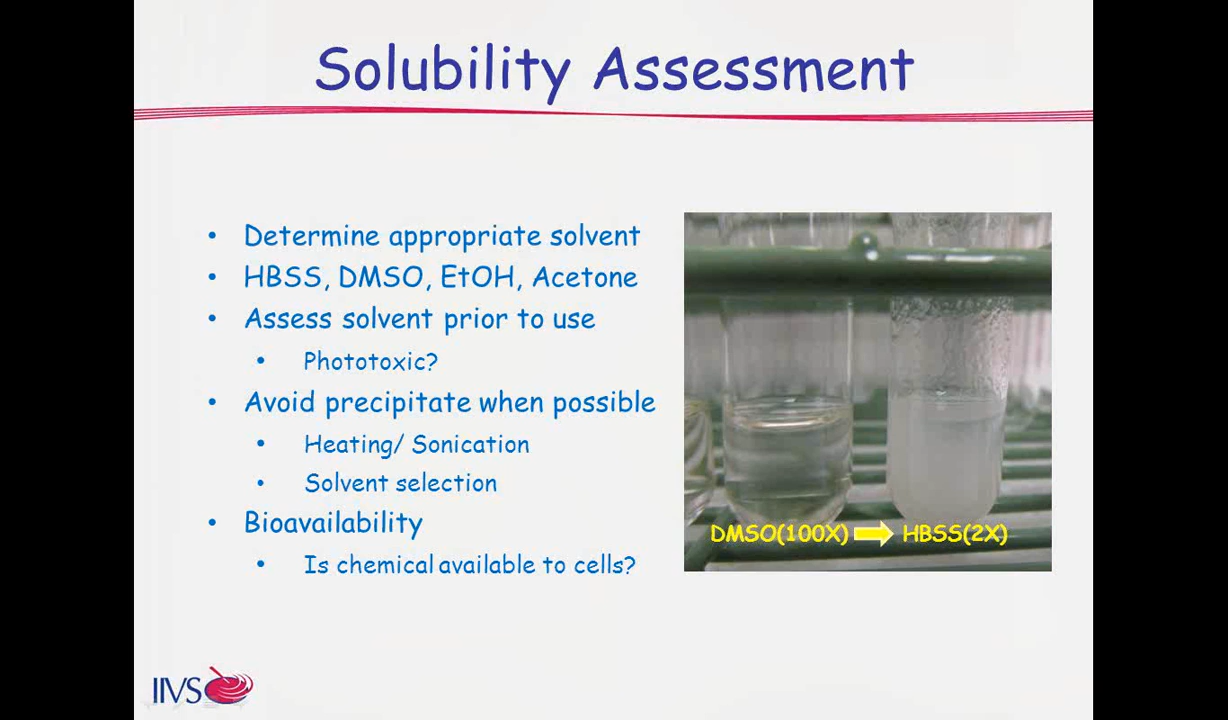 Solubility Assessment
• Determine appropriate solvent
• HBSS, DMSO, EtOH, Acetone
• Assess solvent prior to use
• Phototoxic?
• Avoid precipitate when possible
• Heating/ Sonication
• Solvent selection
• Bioavailability
• Is chemical available to cells?
DMSO(100X) HBSS(2X)
IIVS